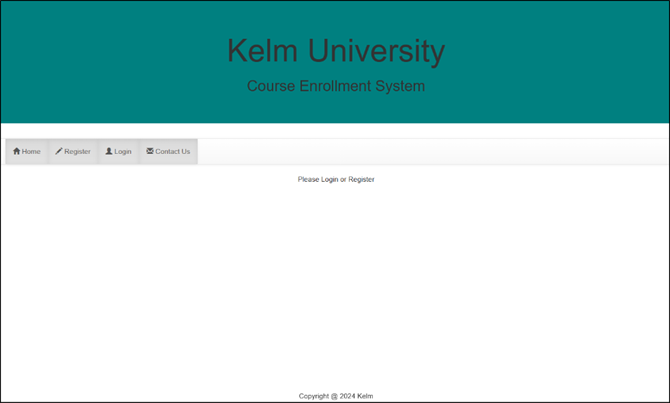 Kelm University
Course Enrollment System
Home Register Login Contact Us
Please Login or Register
Copyright @ 2024 Kelm